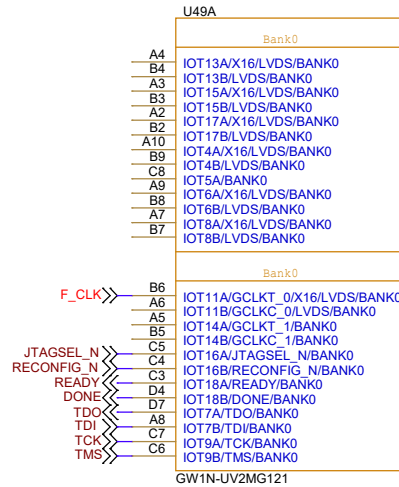 U49A
Bank0
A4 IOT13A/X16/LVDS/BANK0
B4 IOT13B/LVDS/BANK0
A3 IOT15A/X16/LVDS/BANK0
B3 IOT15B/LVDS/BANK0
A2 IOT17A/X16/LVDS/BANK0
B2 IOT17B/LVDS/BANK0
A10 IOT4A/X16/LVDS/BANK0
B9 IOT4B/LVDS/BANK0
C8 IOT5A/BANK0
A9 IOT6A/X16/LVDS/BANK0
B8 IOT6B/LVDS/BANK0
A7 IOT8A/X16/LVDS/BANK0
B7 IOT8B/LVDS/BANK0
Bank0
F_CLK B6 IOT11A/GCLKT_0/X16/LVDS/BANK0
A6 IOT11B/GCLKC_0/LVDS/BANK0
A5 IOT14A/GCLKT_1/BANK0
B5 IOT14B/GCLKC_1/BANK0
JTAGSEL_N C5 IOT16A/JTAGSEL_N/BANK0
RECONFIG_N C4 IOT16B/RECONFIG_N/BANK0
READY C3 IOT18A/READY/BANK0
DONE D4 IOT18B/DONE/BANK0
TDO D7 IOT7A/TDO/BANK0
TDI A8 IOT7B/TDI/BANK0
TCK C7 IOT9A/TCK/BANK0
TMS C6 IOT9B/TMS/BANK0
GW1N-UV2MG121